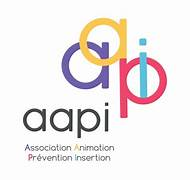 aapi
aapi
Association Animation
Prévention Insertion